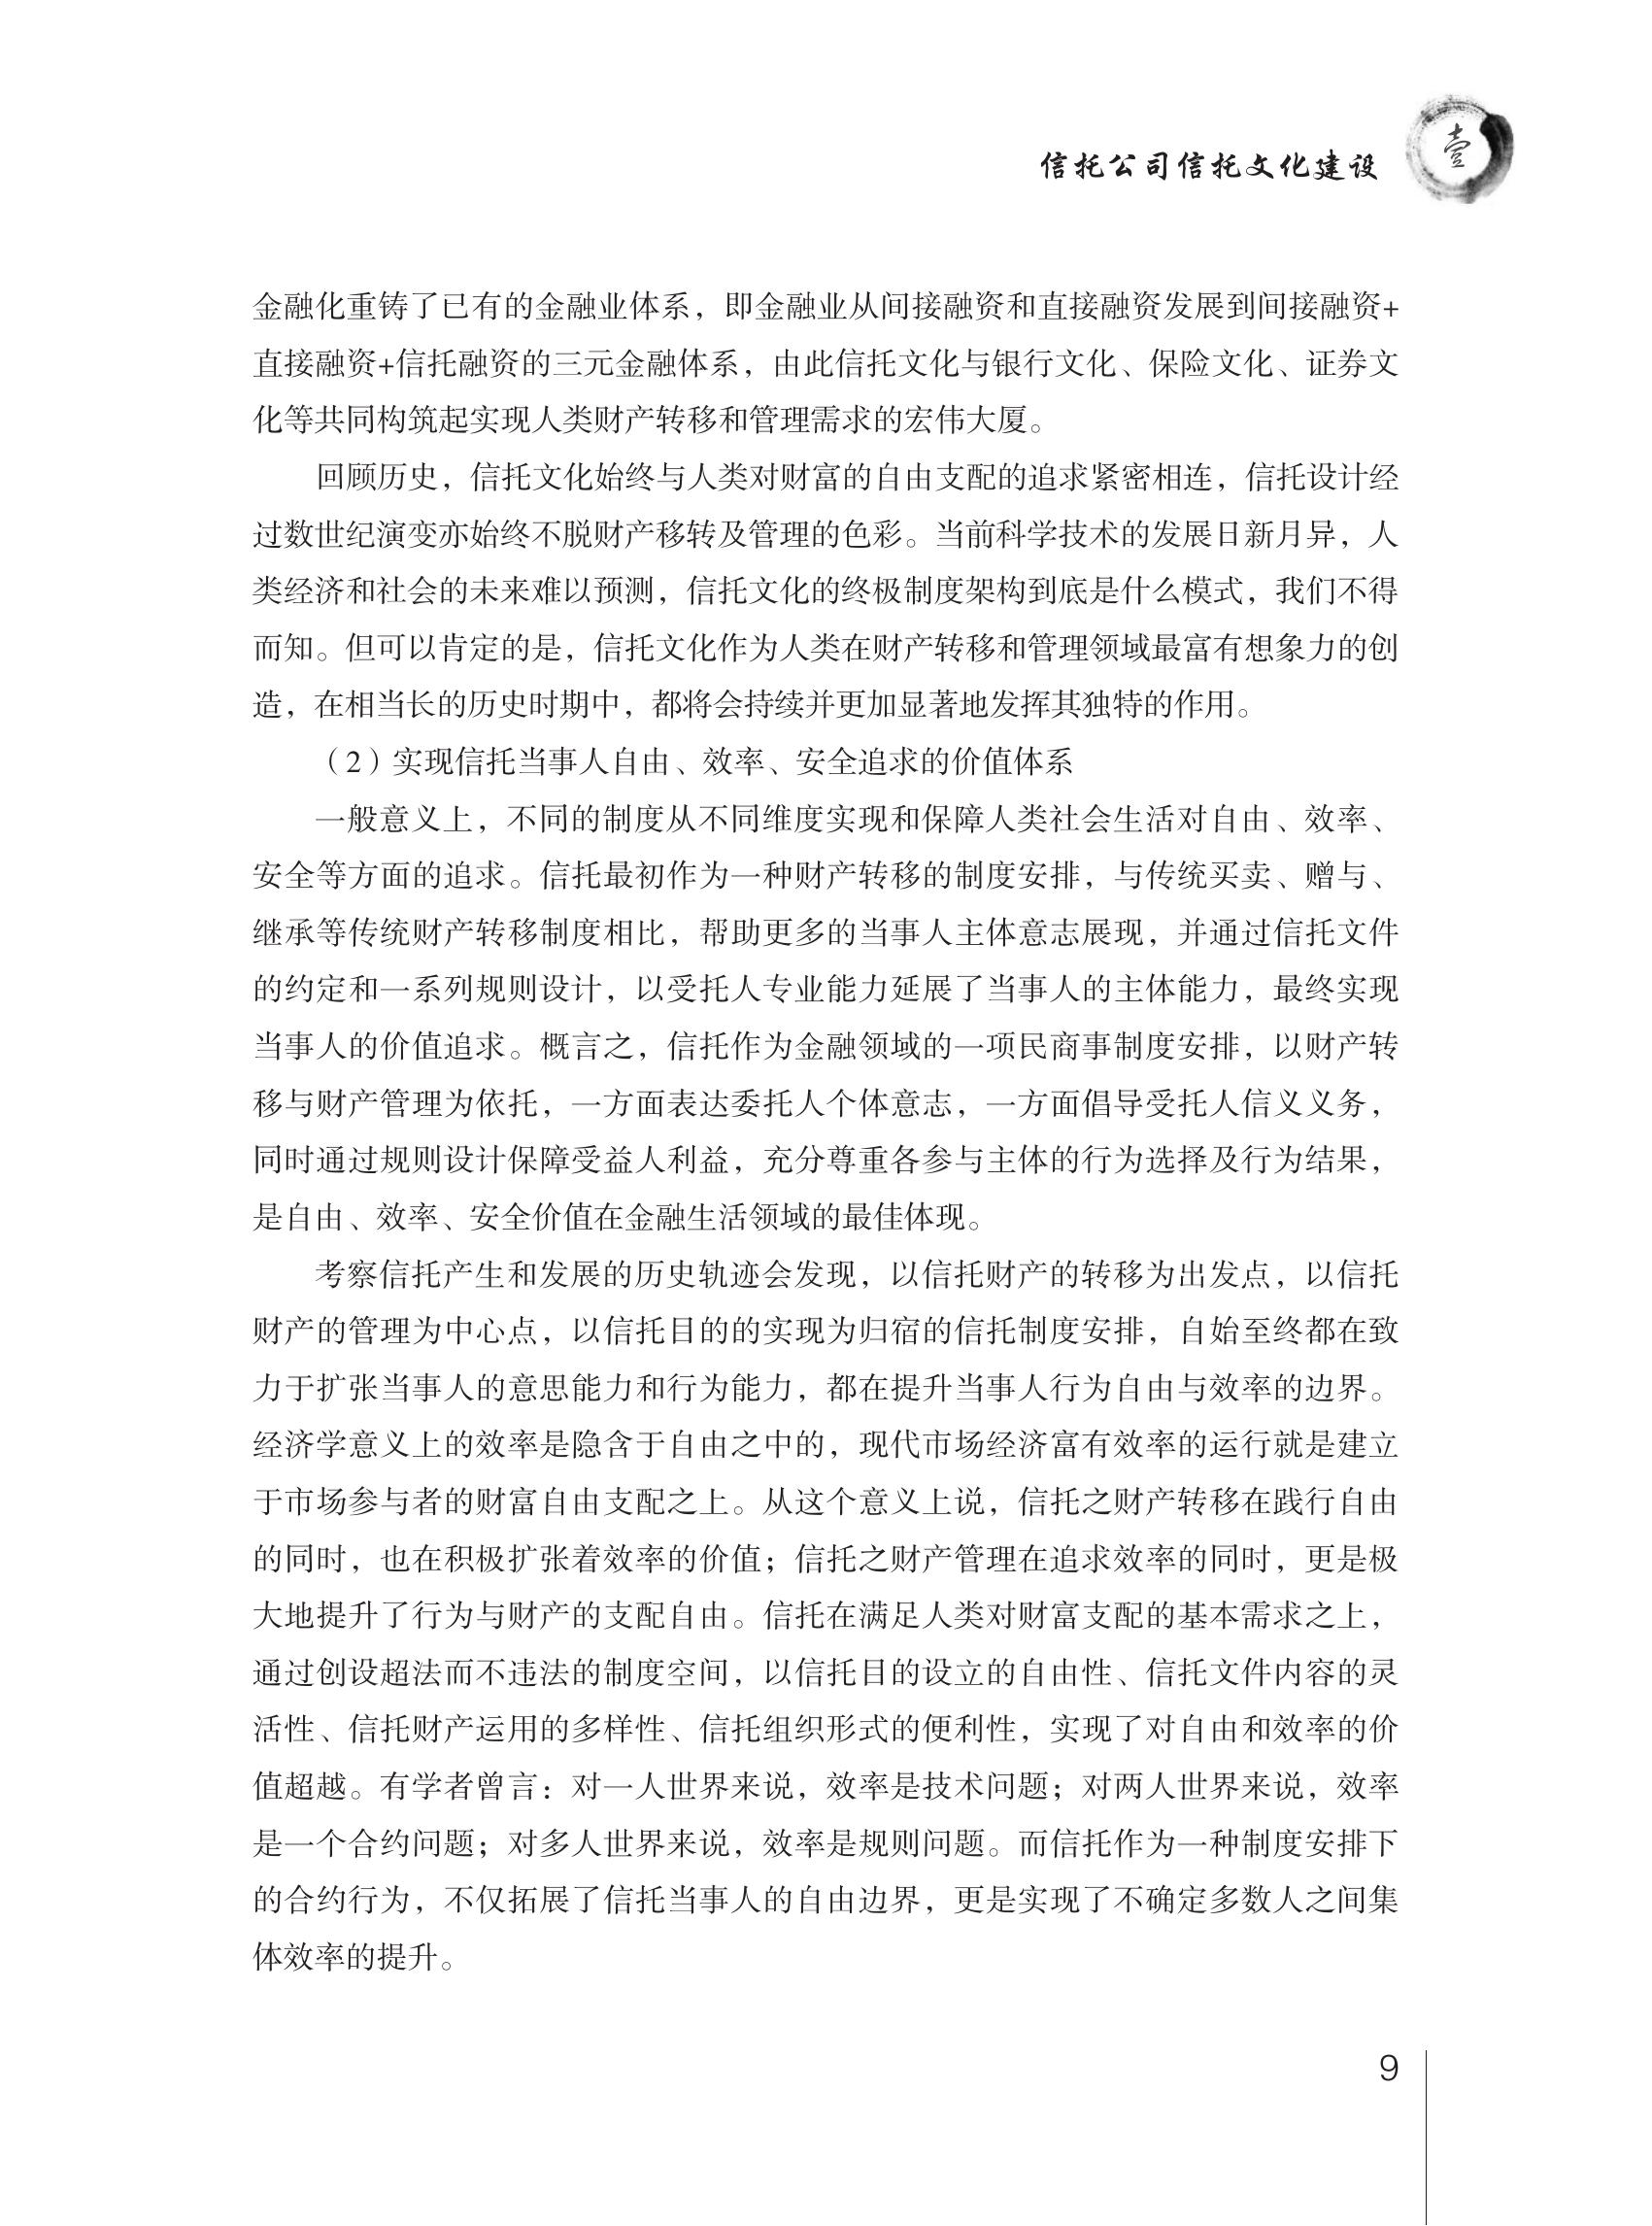 信托公司信托文化建设
壹
金融化重铸了已有的金融业体系，即金融业从间接融资和直接融资发展到间接融资+
直接融资+信托融资的三元金融体系，由此信托文化与银行文化、保险文化、证券文
化等共同构筑起实现人类财产转移和管理需求的宏伟大厦。
回顾历史，信托文化始终与人类对财富的自由支配的追求紧密相连，信托设计经
过数世纪演变亦始终不脱财产移转及管理的色彩。当前科学技术的发展日新月异，人
类经济和社会的未来难以预测，信托文化的终极制度架构到底是什么模式，我们不得
而知。但可以肯定的是，信托文化作为人类在财产转移和管理领域最富有想象力的创
造，在相当长的历史时期中，都将会持续并更加显著地发挥其独特的作用。
（2）实现信托当事人自由、效率、安全追求的价值体系
一般意义上，不同的制度从不同维度实现和保障人类社会生活对自由、效率、
安全等方面的追求。信托最初作为一种财产转移的制度安排，与传统买卖、赠与、
继承等传统财产转移制度相比，帮助更多的当事人主体意志展现，并通过信托文件
的约定和一系列规则设计，以受托人专业能力延展了当事人的主体能力，最终实现
当事人的价值追求。概言之，信托作为金融领域的一项民商事制度安排，以财产转
移与财产管理为依托，一方面表达委托人个体意志，一方面倡导受托人信义义务，
同时通过规则设计保障受益人利益，充分尊重各参与主体的行为选择及行为结果，
是自由、效率、安全价值在金融生活领域的最佳体现。
考察信托产生和发展的历史轨迹会发现，以信托财产的转移为出发点，以信托
财产的管理为中心点，以信托目的的实现为归宿的信托制度安排，自始至终都在致
力于扩张当事人的意思能力和行为能力，都在提升当事人行为自由与效率的边界。
经济学意义上的效率是隐含于自由之中的，现代市场经济富有效率的运行就是建立
于市场参与者的财富自由支配之上。从这个意义上说，信托之财产转移在践行自由
的同时，也在积极扩张着效率的价值；信托之财产管理在追求效率的同时，更是极
大地提升了行为与财产的支配自由。信托在满足人类对财富支配的基本需求之上，
通过创设超法而不违法的制度空间，以信托目的设立的自由性、信托文件内容的灵
活性、信托财产运用的多样性、信托组织形式的便利性，实现了对自由和效率的价
值超越。有学者曾言：对一人世界来说，效率是技术问题；对两人世界来说，效率
是一个合约问题；对多人世界来说，效率是规则问题。而信托作为一种制度安排下
的合约行为，不仅拓展了信托当事人的自由边界，更是实现了不确定多数人之间集
体效率的提升。
9